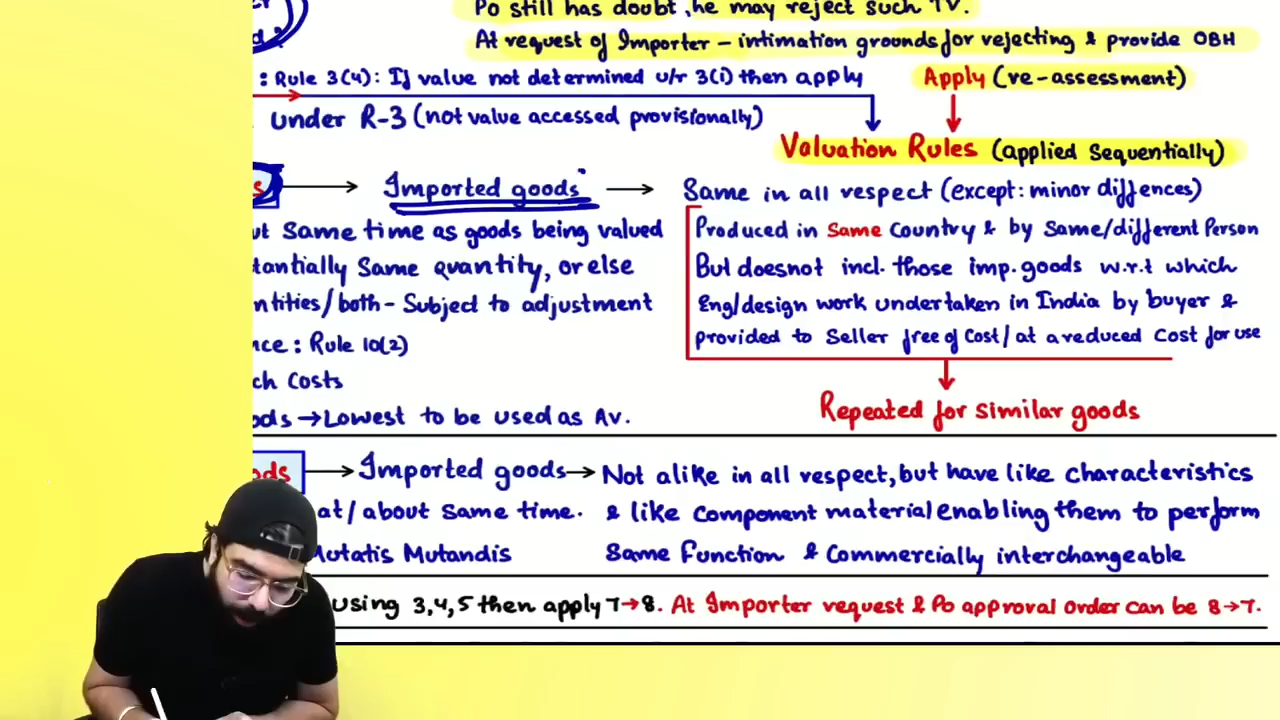 Po still has doubt, he may reject such TV.
At request of Importer - intimation grounds for rejecting & provide OBH
: Rule 3(4): If value not determined u/r 3(i) then apply
Apply (re-assessment)
under R-3 (not value accessed provisionally)
Valuation Rules (applied Sequentially)
Imported goods
Same in all respect (except: minor diffences)
Same time as goods being valued
Produced in Same Country & by Same/different Person
tantially Same quantity, or else
But doesnot incl. those imp. goods w.r.t which
ntities/both - Subject to adjustment
Eng/design work undertaken in India by buyer &
nce: Rule 10(2)
provided to Seller free of Cost/at a reduced Cost for use
ch Costs
ods → Lowest to be used as Av.
Repeated for similar goods
ods → Imported goods → Not alike in all respect, but have like characteristics
at/about Same time.
& like Component material enabling them to perform
Mutatis Mutandis
Same Function & Commercially interchangeable
using 3,4,5 then apply 7→8. At Importer request & Po approval order can be 8→7.